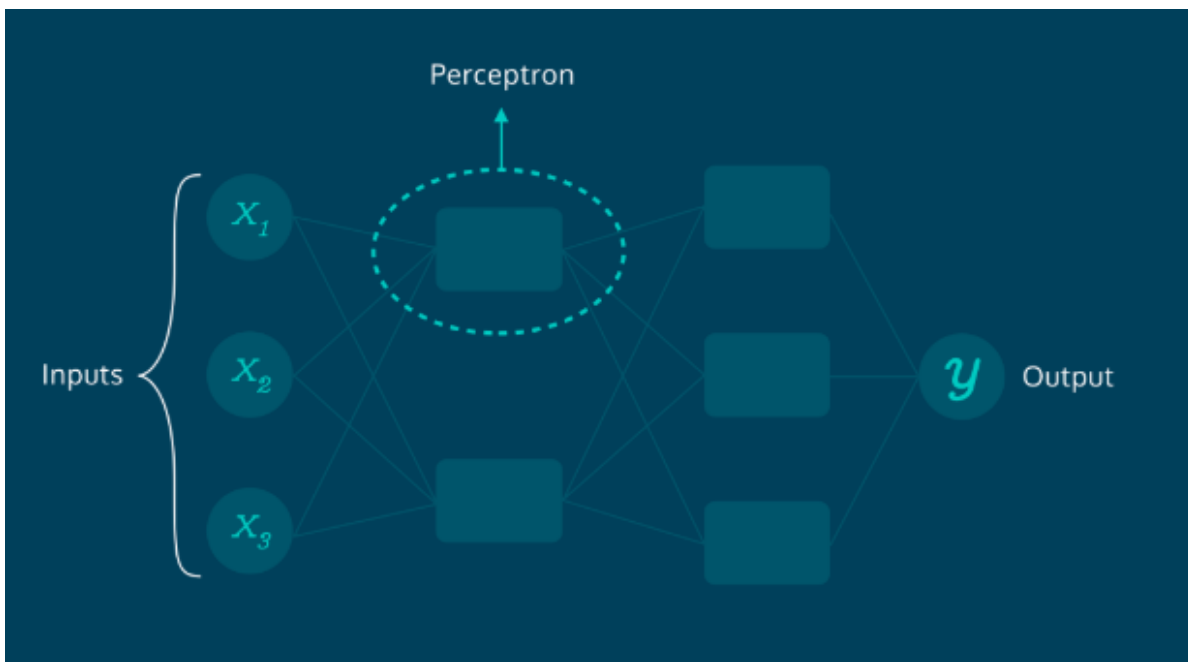 Perceptron
x₁
Inputs
x₂
y
Output
x₃